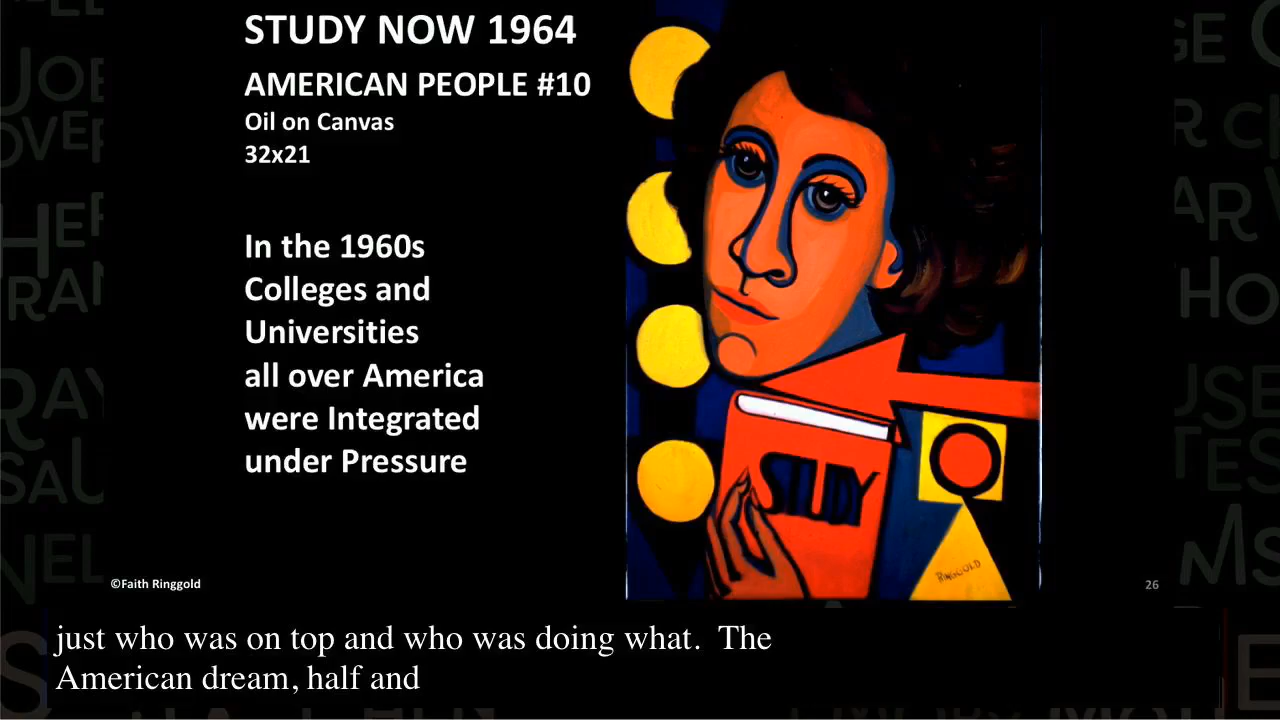 STUDY NOW 1964
AMERICAN PEOPLE #10
Oil on Canvas
32x21
In the 1960s
Colleges and
Universities
all over America
were Integrated
under Pressure
STUDY
RINGGOLD
©Faith Ringgold
26
just who was on top and who was doing what.  The
American dream, half and